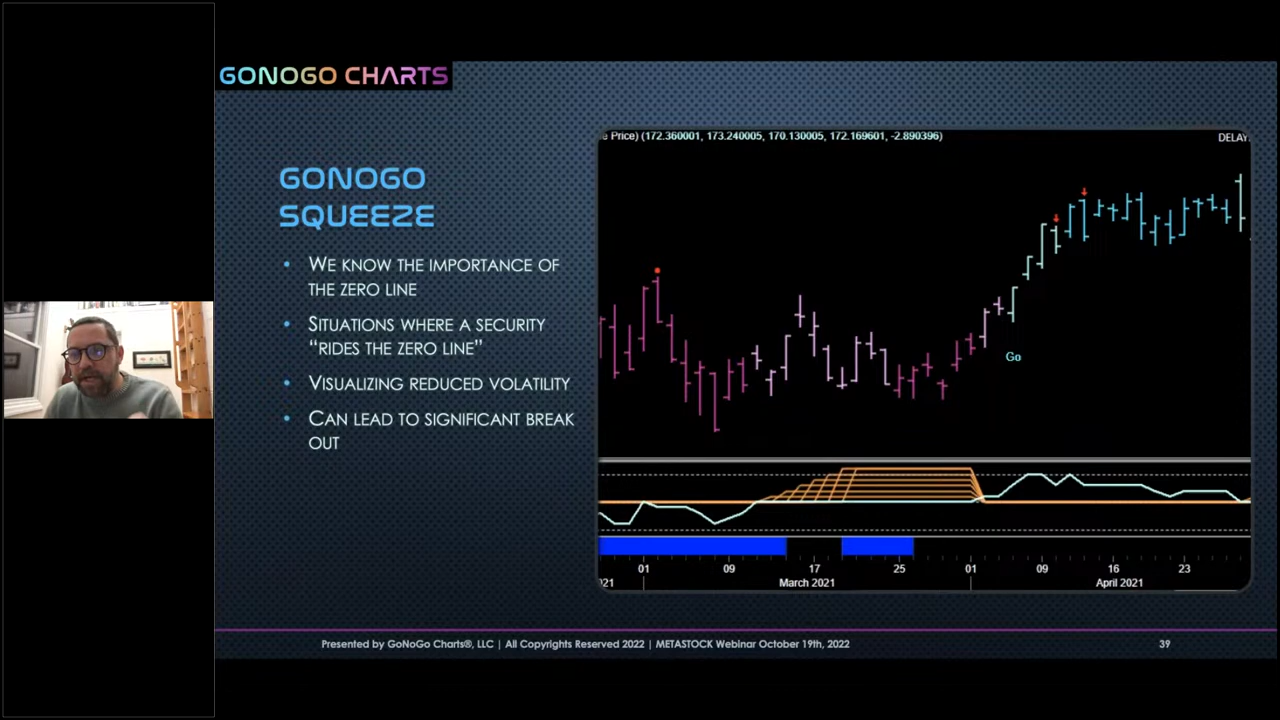 GONOGO CHARTS
GONOGO
SQUEEZE
• WE KNOW THE IMPORTANCE OF
THE ZERO LINE
• SITUATIONS WHERE A SECURITY
“RIDES THE ZERO LINE”
• VISUALIZING REDUCED VOLATILITY
• CAN LEAD TO SIGNIFICANT BREAK
OUT
e Price) (172.360001, 173.240005, 170.130005, 172.169601, -2.890396)
DELAY
Go
01 09 17 25 01 09 16 23
21 March 2021 April 2021
Presented by GoNoGo Charts®, LLC | All Copyrights Reserved 2022 | METASTOCK Webinar October 19th, 2022
39